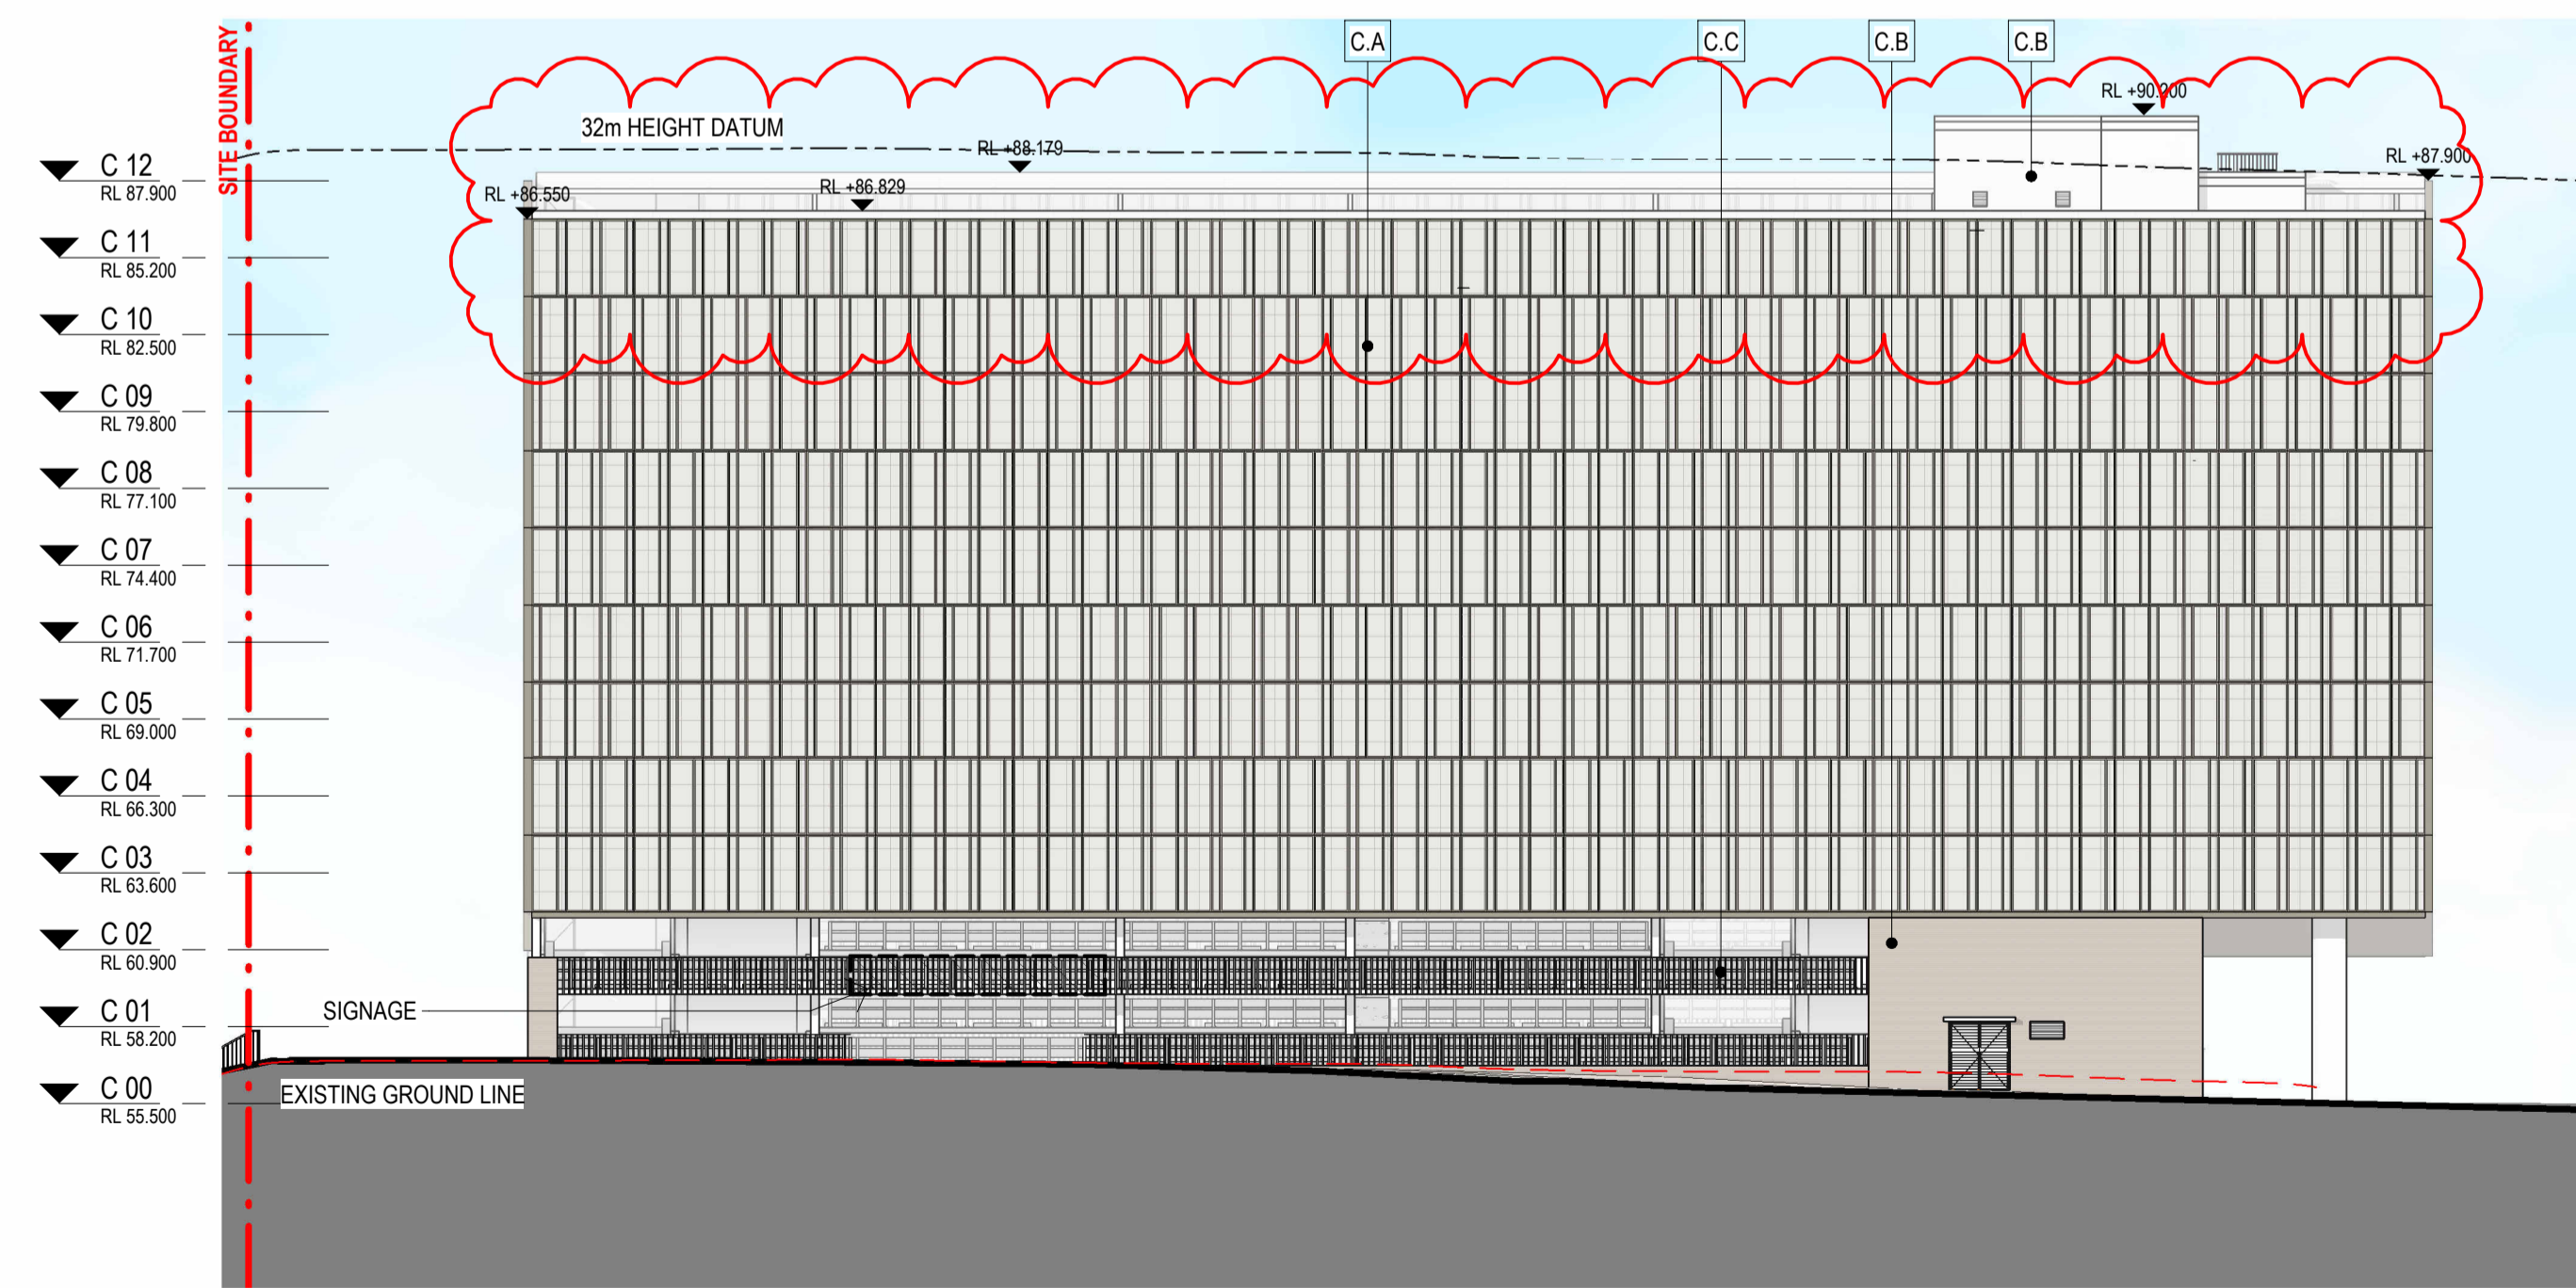 SITE BOUNDARY
C.A
C.C
C.B
C.B
32m HEIGHT DATUM
RL +90.200
RL +88.179
RL +87.900
RL +86.829
RL +86.550
C 12
RL 87.900
C 11
RL 85.200
C 10
RL 82.500
C 09
RL 79.800
C 08
RL 77.100
C 07
RL 74.400
C 06
RL 71.700
C 05
RL 69.000
C 04
RL 66.300
C 03
RL 63.600
C 02
RL 60.900
C 01
RL 58.200
SIGNAGE
C 00
RL 55.500
EXISTING GROUND LINE